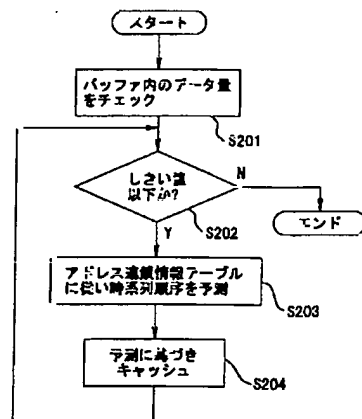 スタート
バッファ内のデータ量
をチェック
S201
しきい値
以下か?
N
S202
エンド
Y
アドレス連鎖情報テーブル
に従い時系列順序を予測
S203
予測に基づき
キャッシュ
S204